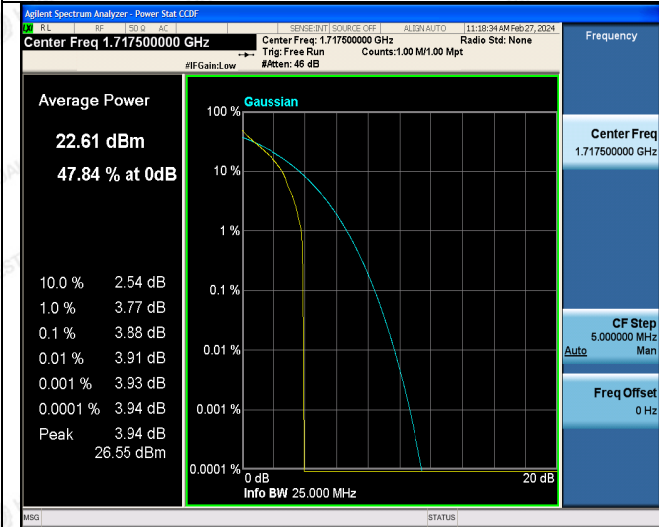 Agilent Spectrum Analyzer - Power Stat CCDF
RL RF 50 Ω AC SENSE:INT SOURCE OFF ALIGN AUTO 11:18:34 AM Feb 27, 2024
Center Freq 1.717500000 GHz
Center Freq: 1.717500000 GHz Radio Std: None
Trig: Free Run Counts:1.00 M/1.00 Mpt
#IFGain:Low #Atten: 46 dB
Average Power
22.61 dBm
47.84 % at 0dB
10.0 % 2.54 dB
1.0 % 3.77 dB
0.1 % 3.88 dB
0.01 % 3.91 dB
0.001 % 3.93 dB
0.0001 % 3.94 dB
Peak 3.94 dB
26.55 dBm
Gaussian
100 %
10 %
1 %
0.1 %
0.01 %
0.001 %
0.0001 %
0 dB 20 dB
Info BW 25.000 MHz
Frequency
Center Freq
1.717500000 GHz
CF Step
5.000000 MHz
Auto Man
Freq Offset
0 Hz
MSG STATUS